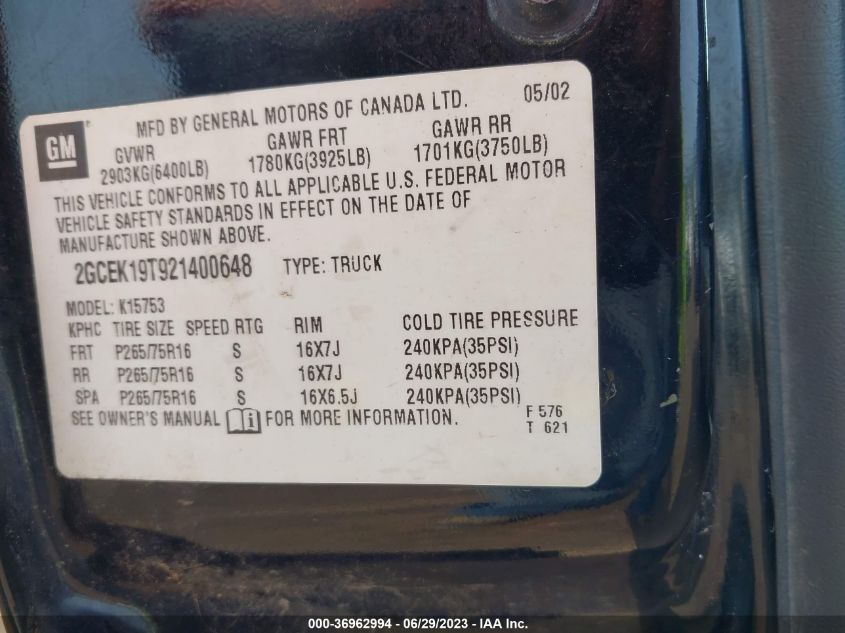 GM ®
MFD BY GENERAL MOTORS OF CANADA LTD. 05/02
GVWR GAWR FRT GAWR RR
2903KG(6400LB) 1780KG(3925LB) 1701KG(3750LB)
THIS VEHICLE CONFORMS TO ALL APPLICABLE U.S. FEDERAL MOTOR
VEHICLE SAFETY STANDARDS IN EFFECT ON THE DATE OF
MANUFACTURE SHOWN ABOVE.
2GCEK19T921400648 TYPE: TRUCK
MODEL: K15753
KPHC TIRE SIZE SPEED RTG RIM COLD TIRE PRESSURE
FRT P265/75R16 S 16X7J 240KPA(35PSI)
RR P265/75R16 S 16X7J 240KPA(35PSI)
SPA P265/75R16 S 16X6.5J 240KPA(35PSI)
SEE OWNER'S MANUAL i FOR MORE INFORMATION. F 576
T 621
000-36962994 - 06/29/2023 - IAA Inc.